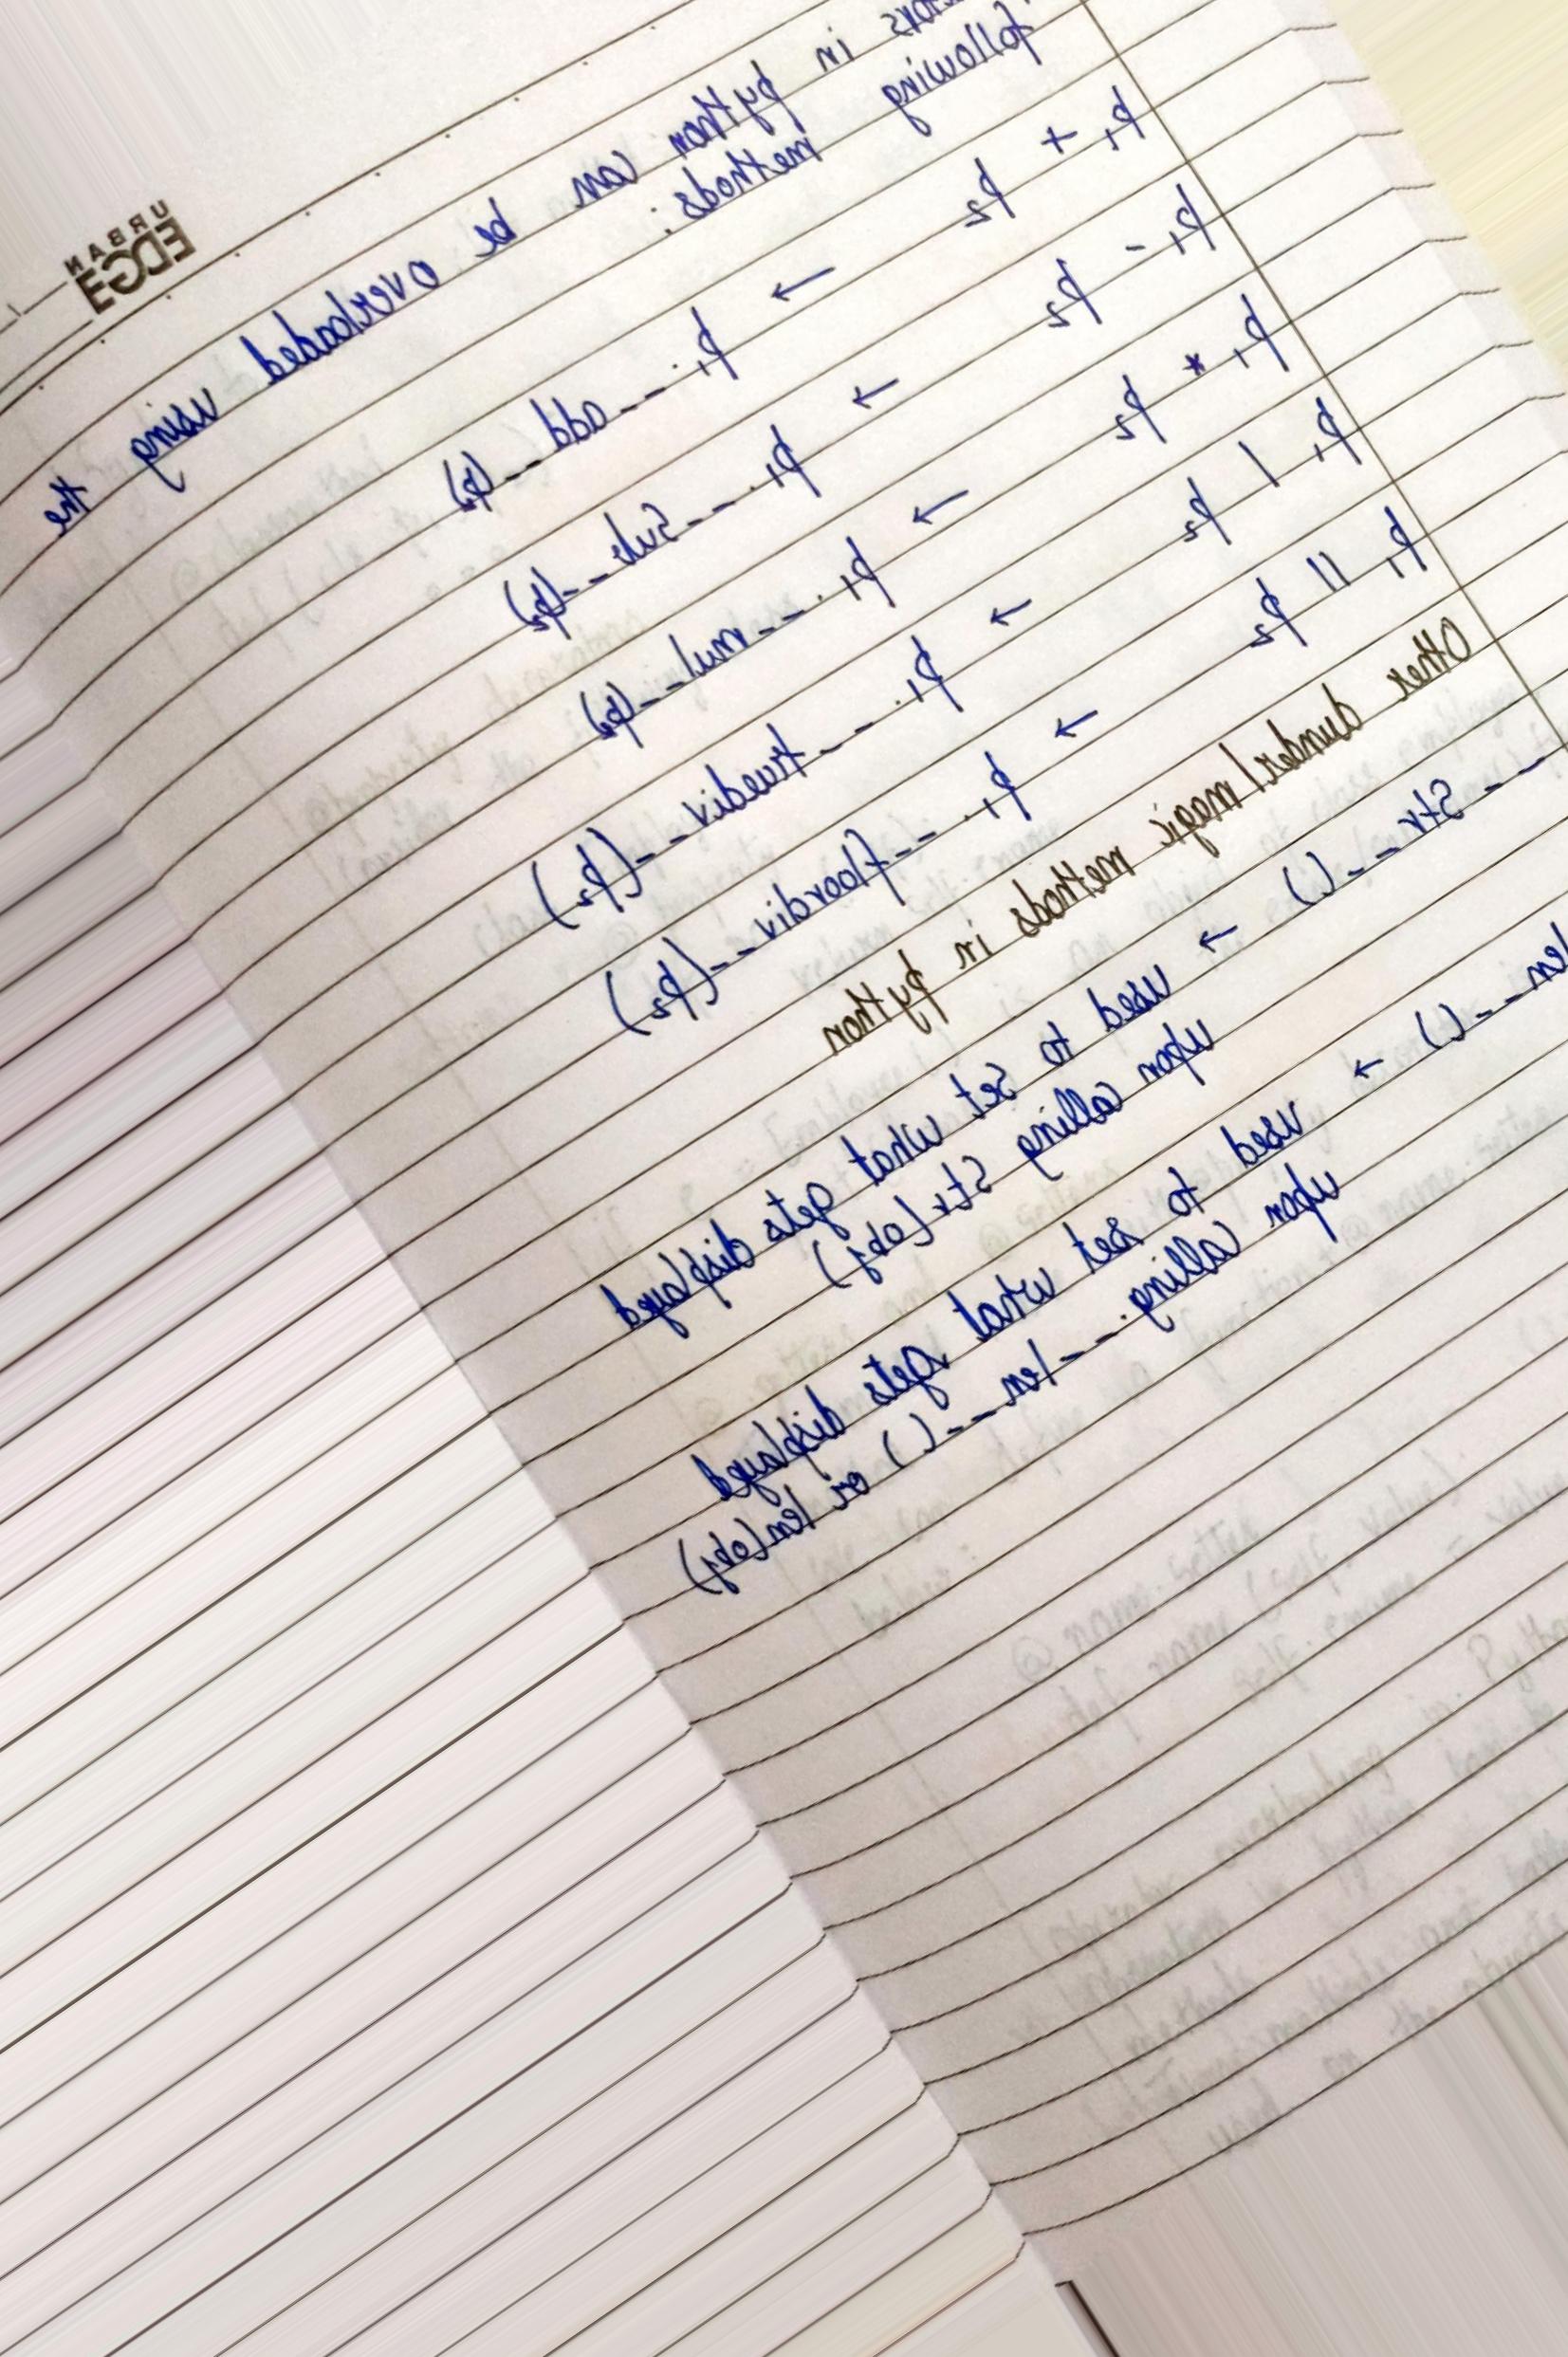 URBAN
EDGE
in python can be overloaded using the
following methods:
p₁ + p₂ → p₁.__add__(p₂)
p₁ - p₂ → p₁.__sub__(p₂)
p₁ * p₂ → p₁.__mul__(p₂)
p₁ / p₂ → p₁.__truediv__(p₂)
p₁ // p₂ → p₁.__floordiv__(p₂)
Other dunder/magic methods in python
__Str__() → used to set what gets displayed
upon calling Str(obj)
len__() → used to set what gets displayed
upon calling .__len__() or len(obj)